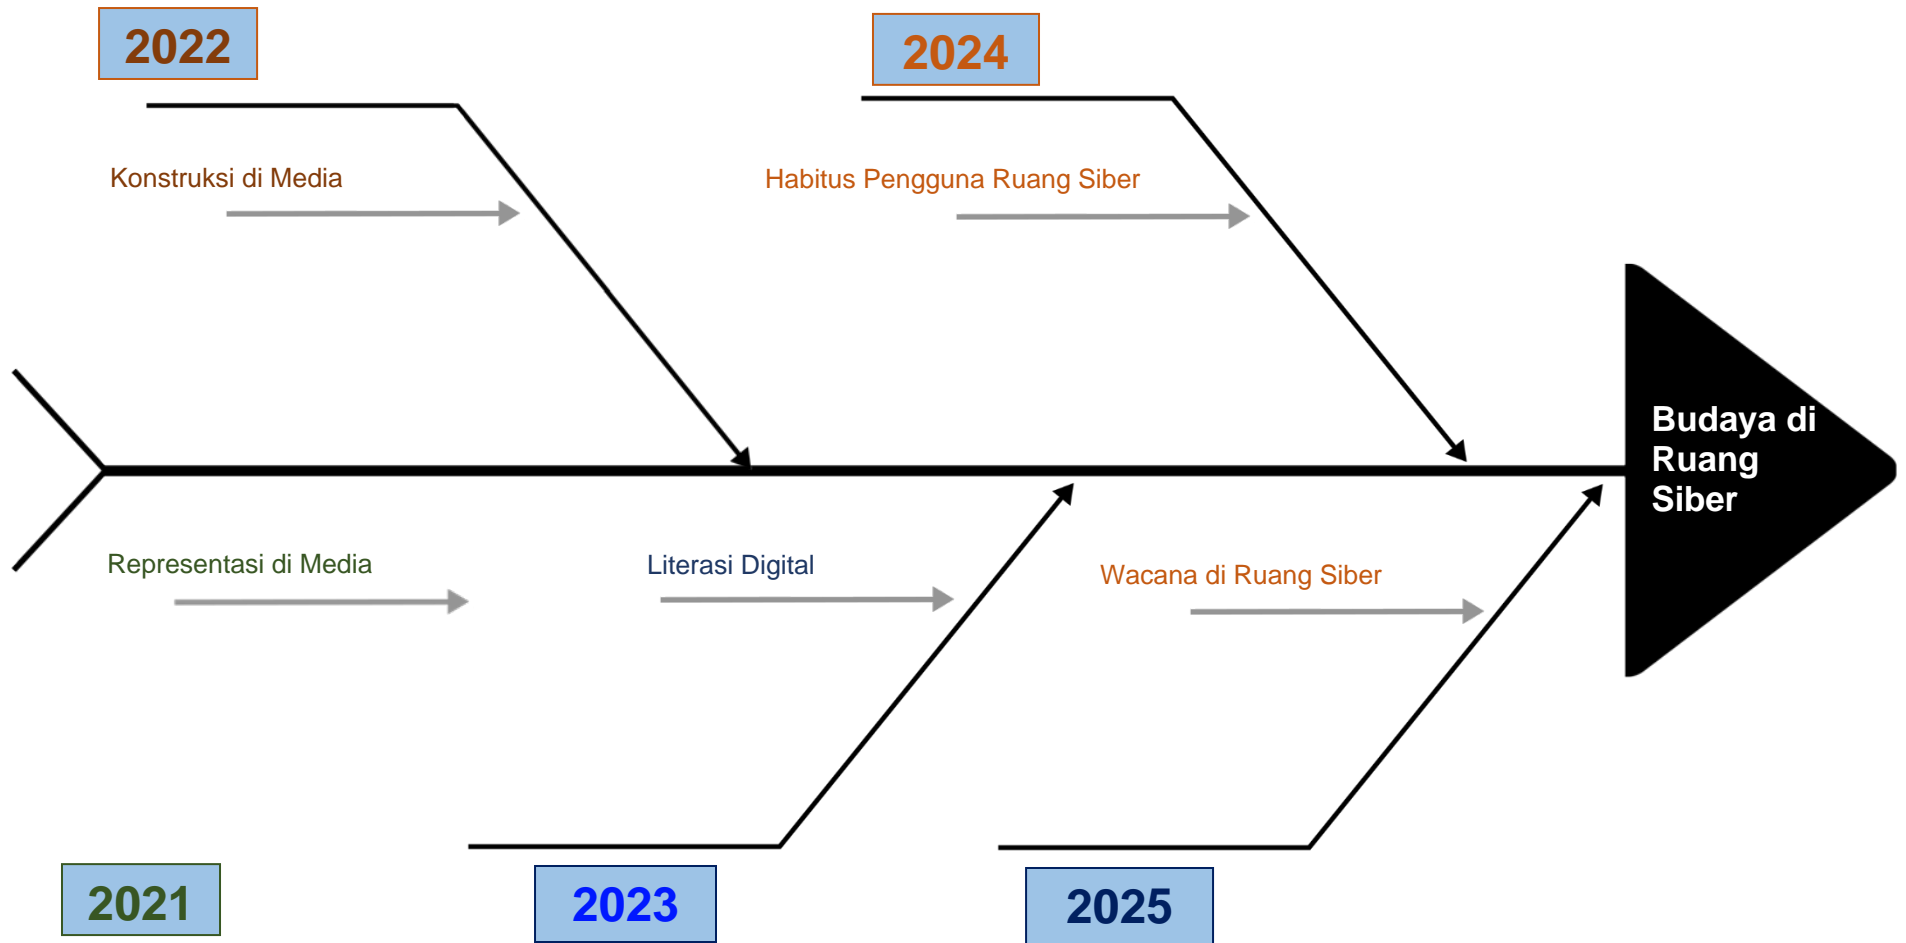 2022
2024
Konstruksi di Media
Habitus Pengguna Ruang Siber
Budaya di
Ruang
Siber
Representasi di Media
Literasi Digital
Wacana di Ruang Siber
2021
2023
2025